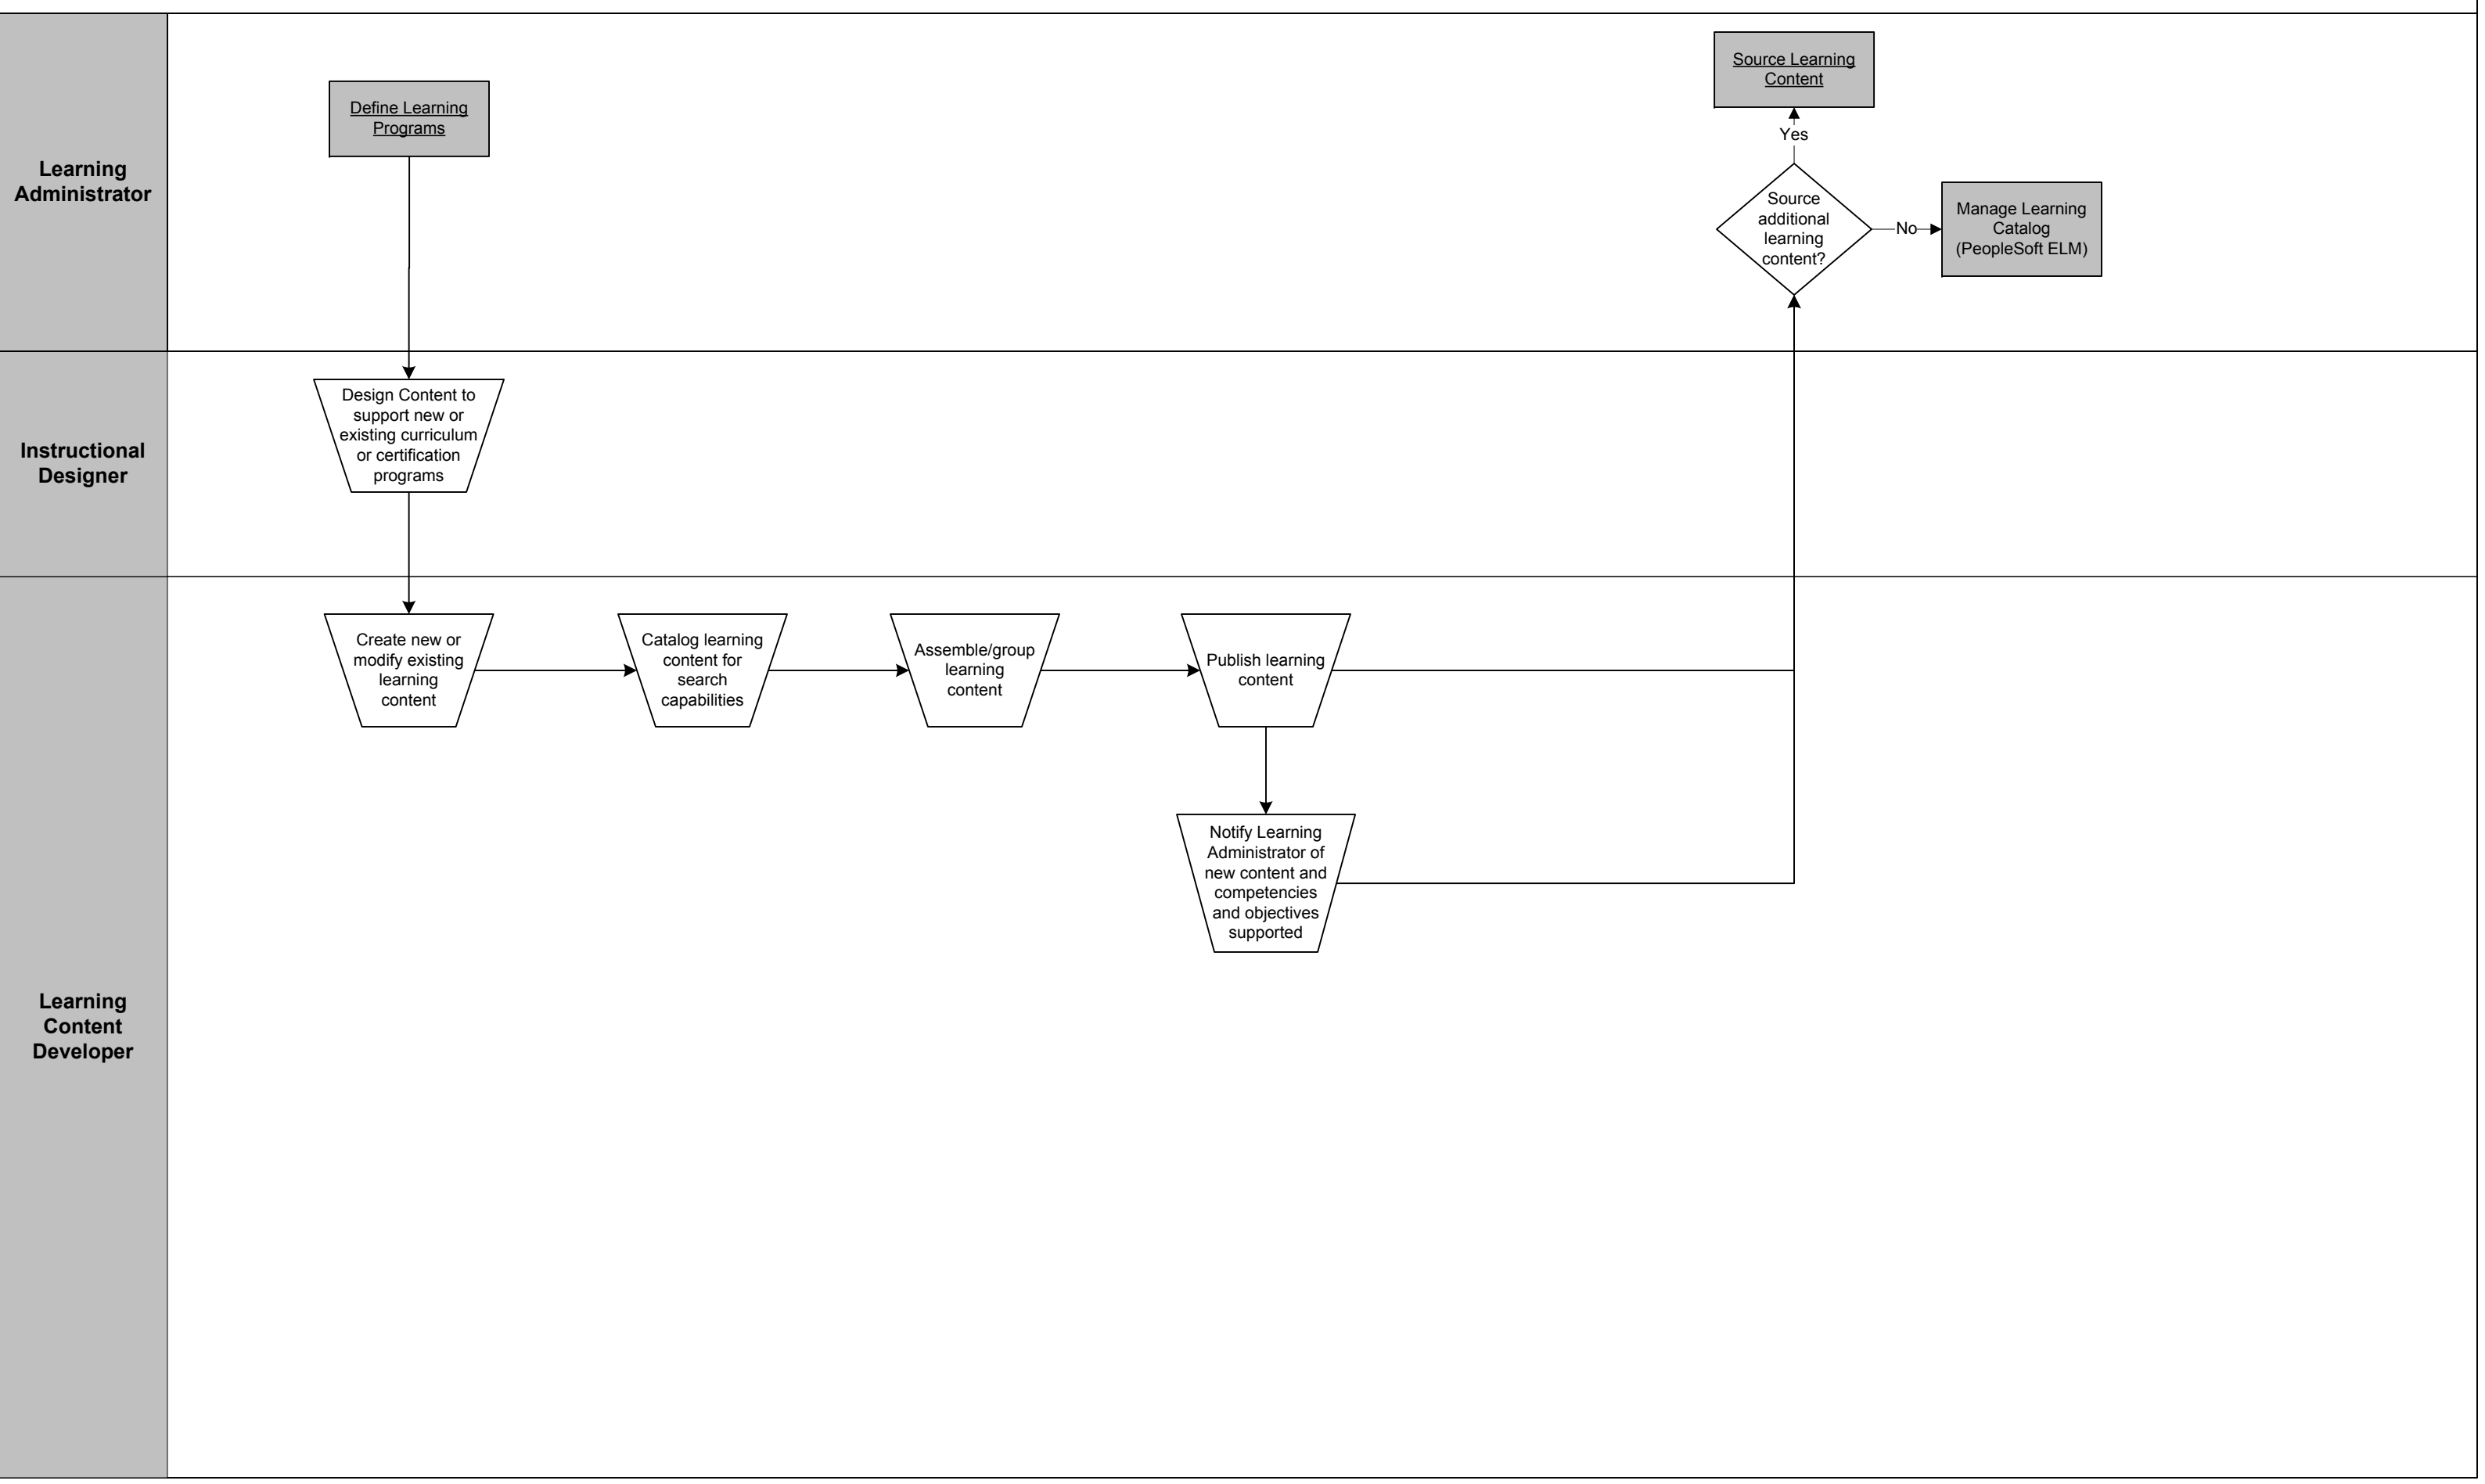 Learning
Administrator
Define Learning
Programs
Source Learning
Content
Yes
Source
additional
learning
content?
No
Manage Learning
Catalog
(PeopleSoft ELM)
Instructional
Designer
Design Content to
support new or
existing curriculum
or certification
programs
Learning
Content
Developer
Create new or
modify existing
learning
content
Catalog learning
content for
search
capabilities
Assemble/group
learning
content
Publish learning
content
Notify Learning
Administrator of
new content and
competencies
and objectives
supported